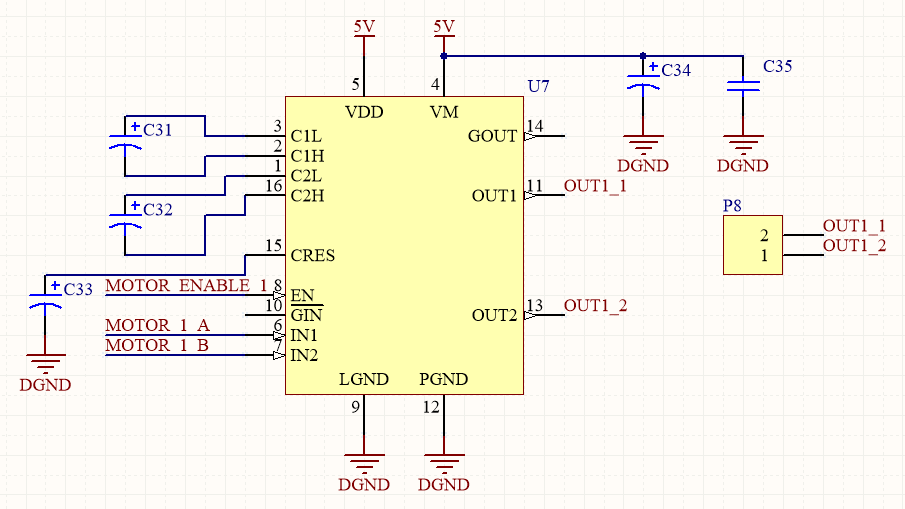 5V
5V
C34
C35
5
4
U7
VDD
VM
C31
3
C1L
GOUT
14
2
C1H
1
C2L
C32
16
C2H
OUT1
11
OUT1_1
DGND
DGND
P8
2
OUT1_1
1
OUT1_2
15
CRES
C33
MOTOR_ENABLE_1
8
EN
10
GIN
OUT2
13
OUT1_2
MOTOR_1_A
6
IN1
MOTOR_1_B
7
IN2
DGND
LGND
PGND
9
12
DGND
DGND